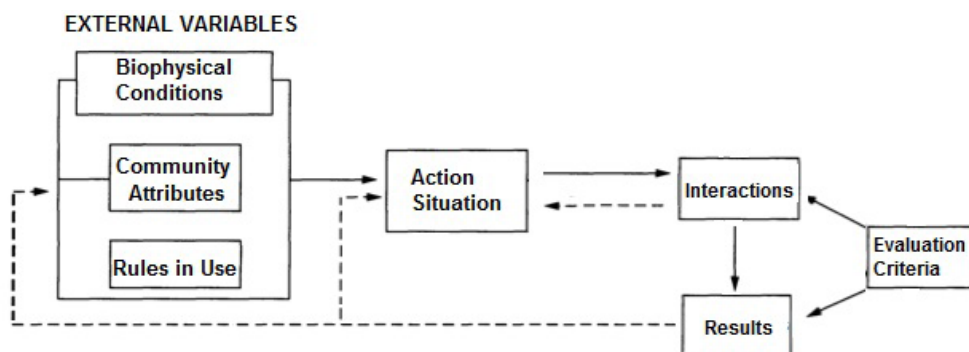 EXTERNAL VARIABLES
Biophysical
Conditions
Community
Attributes
Rules in Use
Action
Situation
Interactions
Evaluation
Criteria
Results